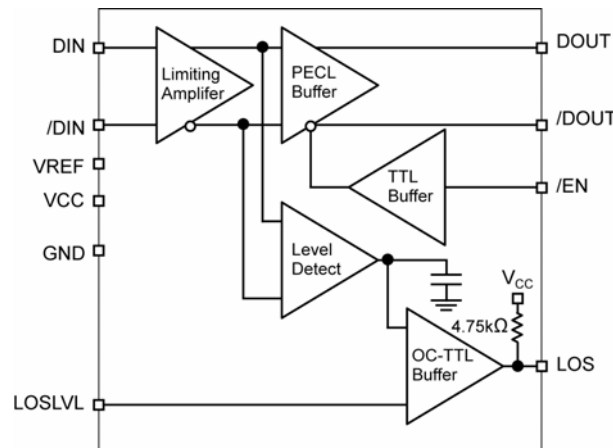 DIN
/DIN
VREF
VCC
GND
LOSLVL
Limiting
Amplifer
PECL
Buffer
TTL
Buffer
Level
Detect
OC-TTL
Buffer
VCC
4.75kΩ
DOUT
/DOUT
/EN
LOS